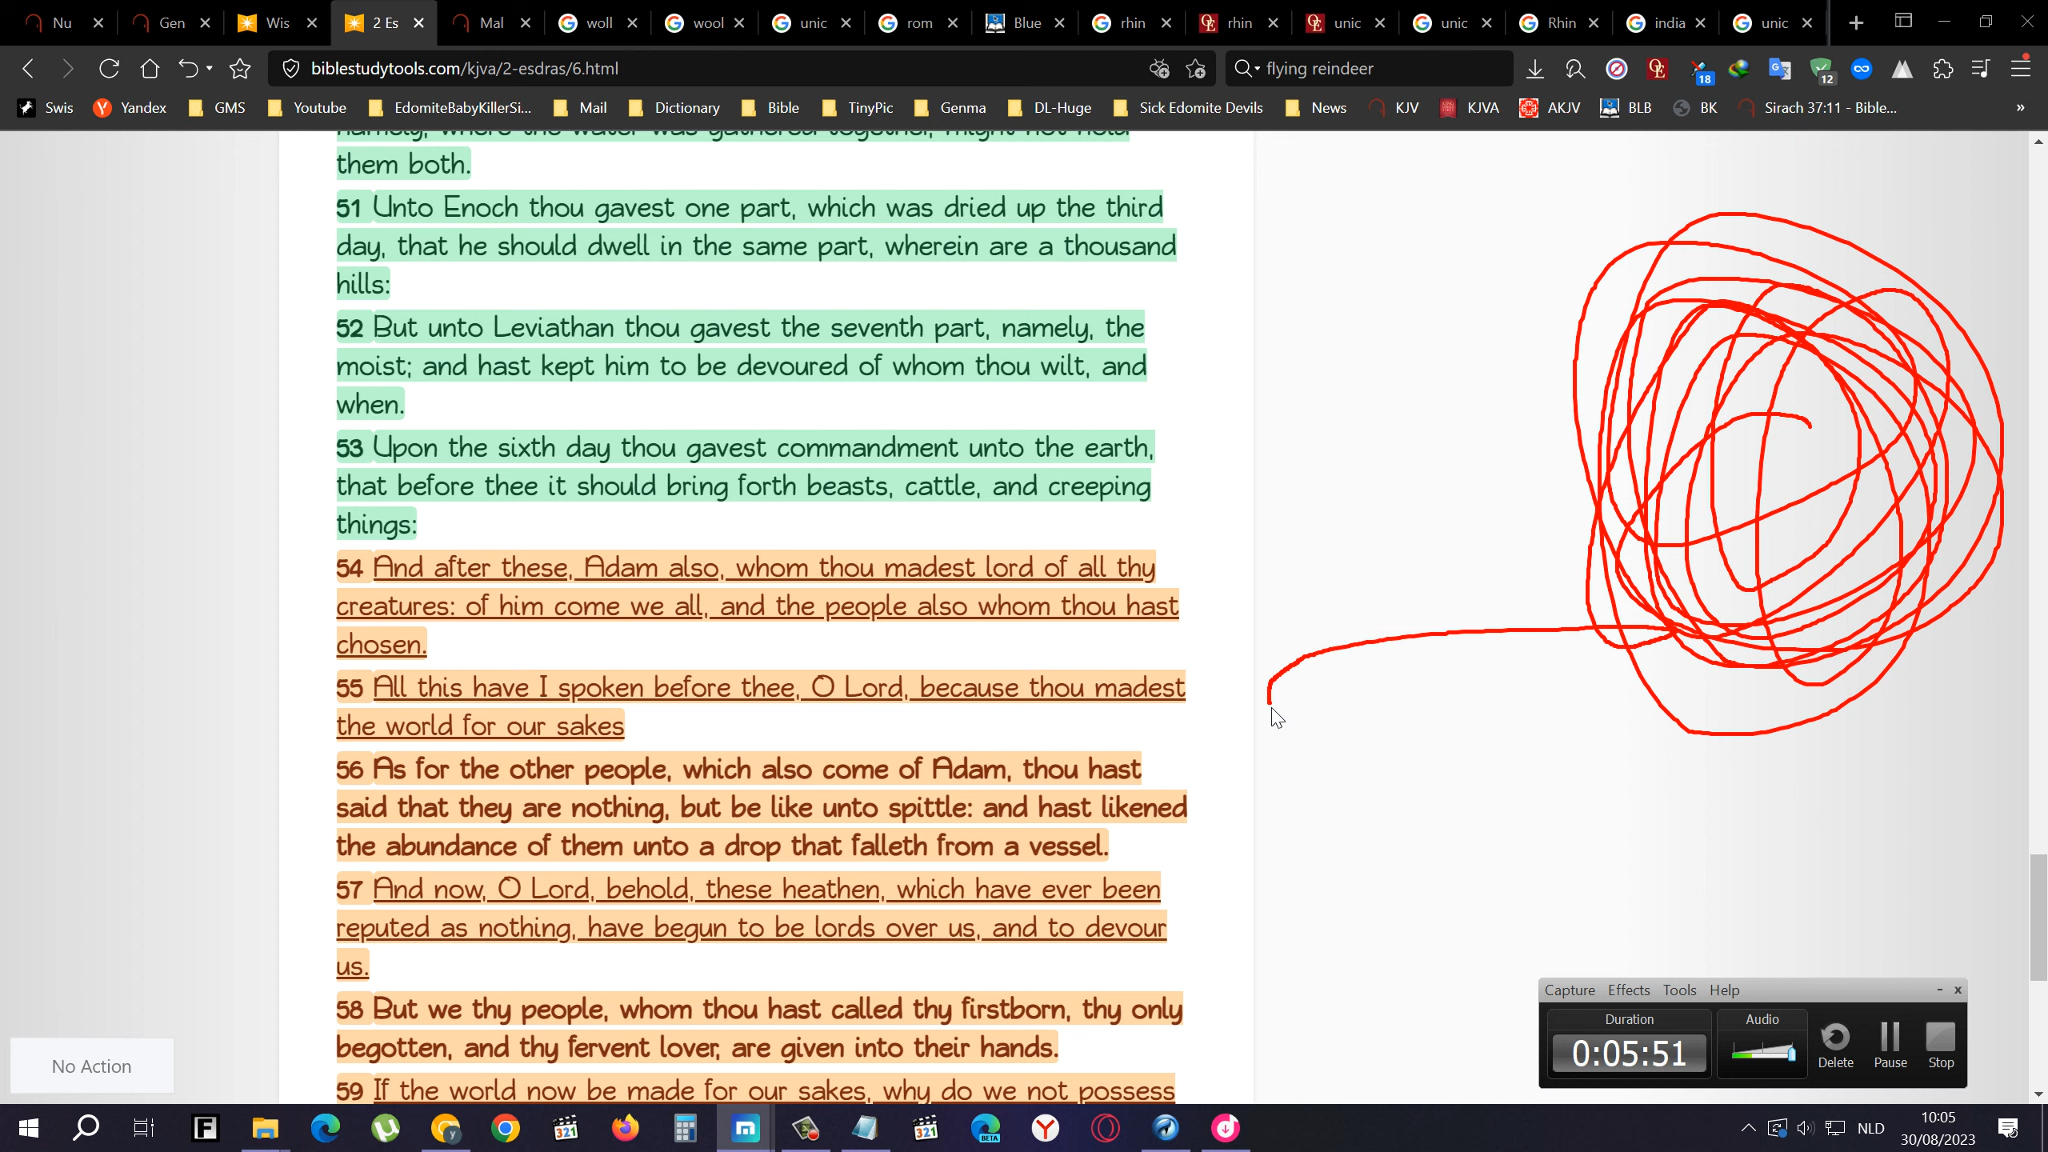 Nu
Gen
Wis
2 Es
Mal
woll
wool
unic
rom
Blue
rhin
rhin
unic
unic
Rhin
india
unic
biblestudytools.com/kjva/2-esdras/6.html
flying reindeer
18
12
Swis
Yandex
GMS
Youtube
EdomiteBabyKillerSi...
Mail
Dictionary
Bible
TinyPic
Genma
DL-Huge
Sick Edomite Devils
News
KJV
KJVA
AKJV
BLB
BK
Sirach 37:11 - Bible...
»
namely, where the water was gathered together, might not hold
them both.
51 Unto Enoch thou gavest one part, which was dried up the third
day, that he should dwell in the same part, wherein are a thousand
hills:
52 But unto Leviathan thou gavest the seventh part, namely, the
moist; and hast kept him to be devoured of whom thou wilt, and
when.
53 Upon the sixth day thou gavest commandment unto the earth,
that before thee it should bring forth beasts, cattle, and creeping
things:
54 And after these, Adam also, whom thou madest lord of all thy
creatures: of him come we all, and the people also whom thou hast
chosen.
55 All this have I spoken before thee, O Lord, because thou madest
the world for our sakes
56 As for the other people, which also come of Adam, thou hast
said that they are nothing, but be like unto spittle: and hast likened
the abundance of them unto a drop that falleth from a vessel.
57 And now, O Lord, behold, these heathen, which have ever been
reputed as nothing, have begun to be lords over us, and to devour
us.
58 But we thy people, whom thou hast called thy firstborn, thy only
begotten, and thy fervent lover, are given into their hands.
59 If the world now be made for our sakes, why do we not possess
No Action
Capture Effects Tools Help
Duration
Audio
0:05:51
Delete
Pause
Stop
NLD
10:05
30/08/2023